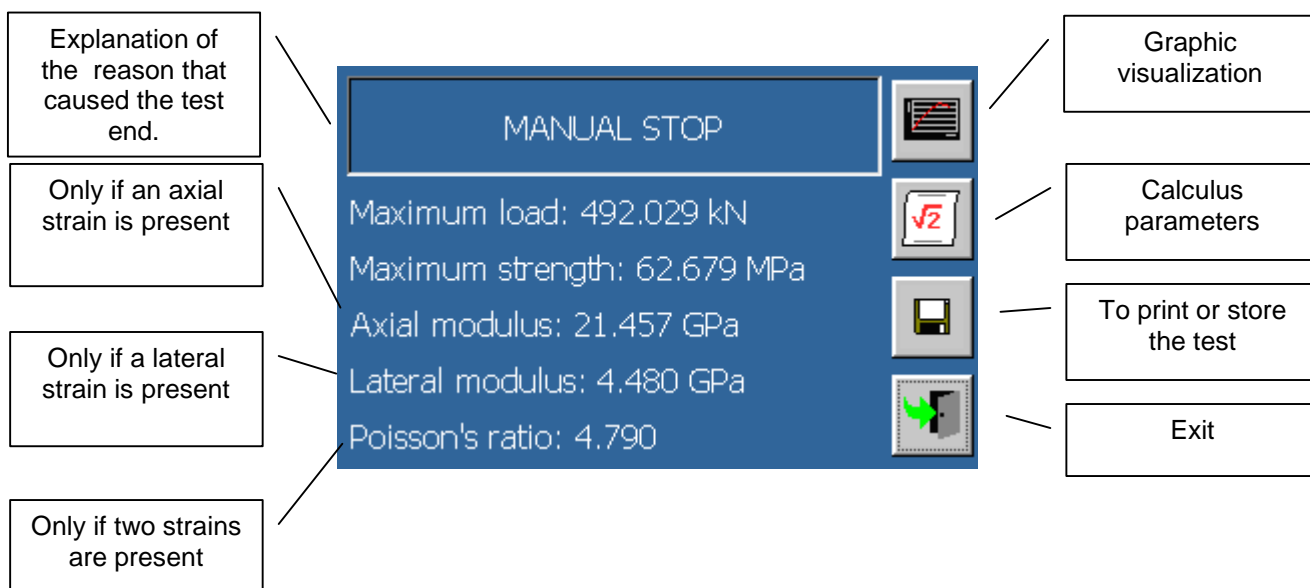 Explanation of
the reason that
caused the test
end.
Only if an axial
strain is present
Only if a lateral
strain is present
Only if two strains
are present
MANUAL STOP
Maximum load: 492.029 kN
Maximum strength: 62.679 MPa
Axial modulus: 21.457 GPa
Lateral modulus: 4.480 GPa
Poisson's ratio: 4.790
√2
Graphic
visualization
Calculus
parameters
To print or store
the test
Exit